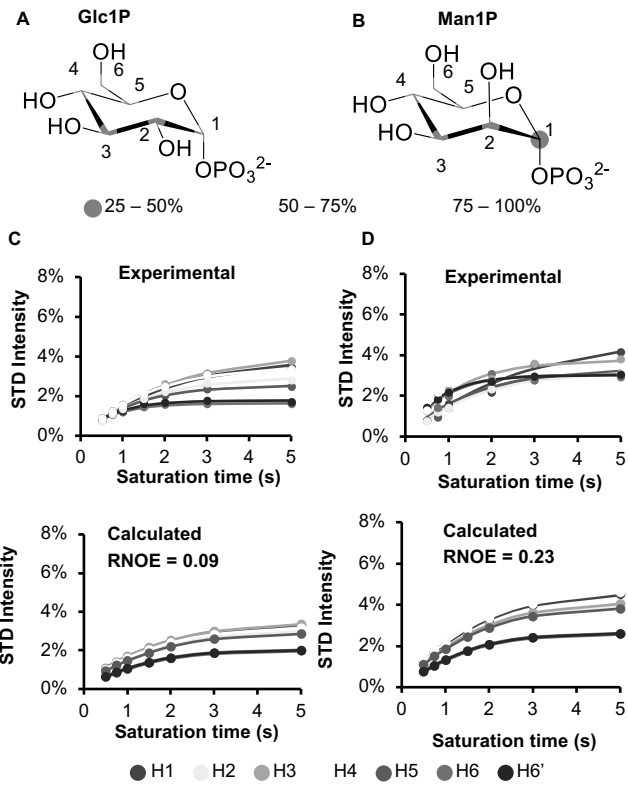 A Glc1P
B Man1P
OH
6
4
5
O
HO
HO
3
2
OH
1
OPO₃²⁻
OH
6
OH
4
5
O
HO
HO
3
2
1
OPO₃²⁻
25 – 50% 50 – 75% 75 – 100%
C
Experimental
STD Intensity
8%
6%
4%
2%
0%
0 1 2 3 4 5
Saturation time (s)
D
Experimental
STD Intensity
8%
6%
4%
2%
0%
0 1 2 3 4 5
Saturation time (s)
Calculated
RNOE = 0.09
STD Intensity
8%
6%
4%
2%
0%
0 1 2 3 4 5
Saturation time (s)
Calculated
RNOE = 0.23
STD Intensity
8%
6%
4%
2%
0%
0 1 2 3 4 5
Saturation time (s)
H1 H2 H3 H4 H5 H6 H6’